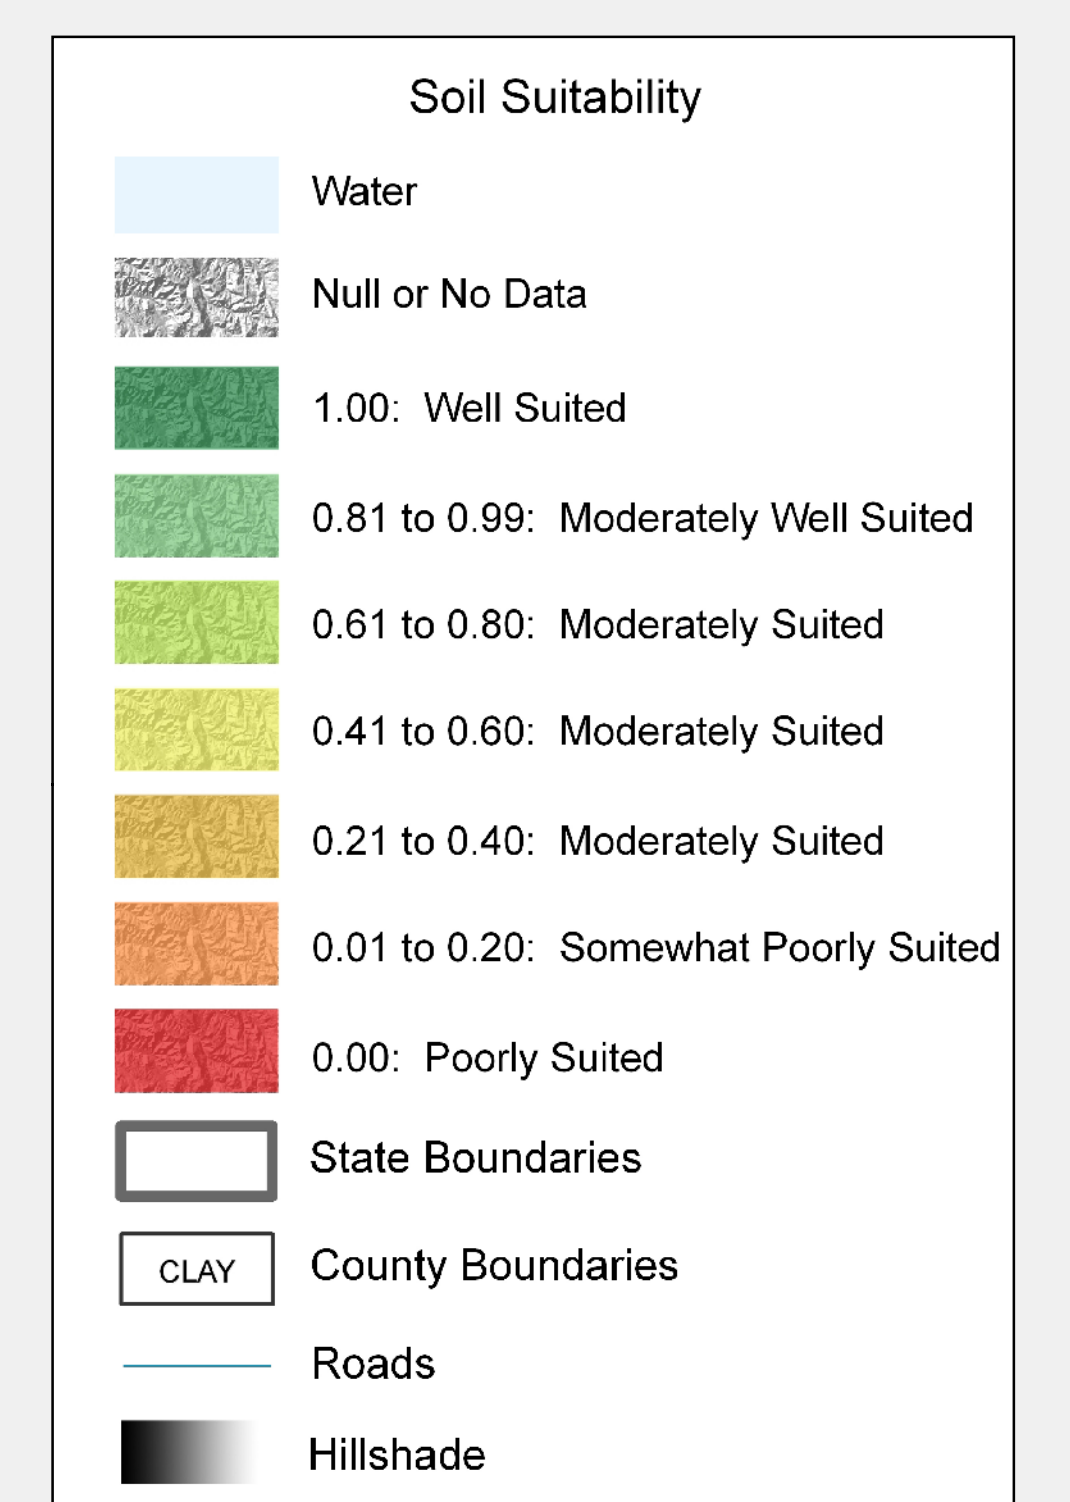 Soil Suitability
Water
Null or No Data
1.00:  Well Suited
0.81 to 0.99:  Moderately Well Suited
0.61 to 0.80:  Moderately Suited
0.41 to 0.60:  Moderately Suited
0.21 to 0.40:  Moderately Suited
0.01 to 0.20:  Somewhat Poorly Suited
0.00:  Poorly Suited
State Boundaries
CLAY County Boundaries
Roads
Hillshade